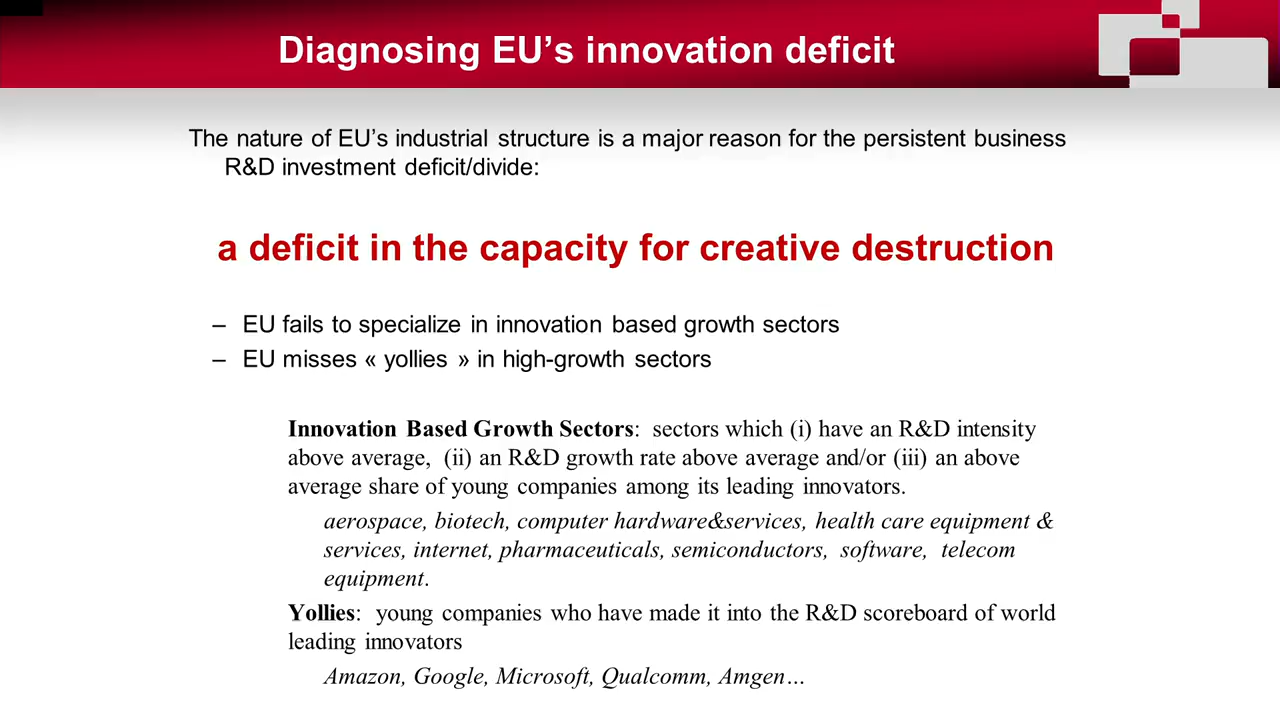 Diagnosing EU’s innovation deficit
The nature of EU’s industrial structure is a major reason for the persistent business
R&D investment deficit/divide:
a deficit in the capacity for creative destruction
– EU fails to specialize in innovation based growth sectors
– EU misses « yollies » in high-growth sectors
Innovation Based Growth Sectors: sectors which (i) have an R&D intensity
above average, (ii) an R&D growth rate above average and/or (iii) an above
average share of young companies among its leading innovators.
aerospace, biotech, computer hardware&services, health care equipment &
services, internet, pharmaceuticals, semiconductors, software, telecom
equipment.
Yollies: young companies who have made it into the R&D scoreboard of world
leading innovators
Amazon, Google, Microsoft, Qualcomm, Amgen…